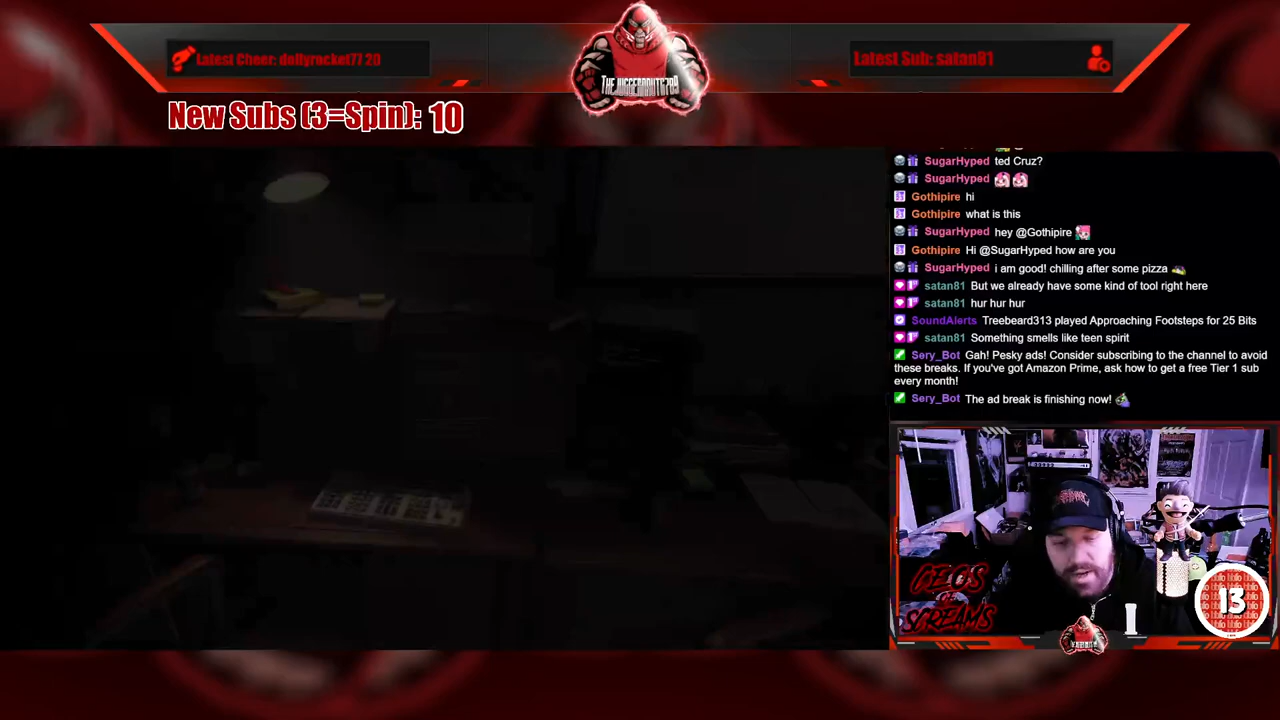 Latest Cheer: dollyrocket77 20
THEJUGGERNAUT6789
Latest Sub: satan81
New Subs (3=Spin): 10
SugarHyped ted Cruz?
SugarHyped
Gothipire hi
Gothipire what is this
SugarHyped hey @Gothipire
Gothipire Hi @SugarHyped how are you
SugarHyped i am good! chilling after some pizza
satan81 But we already have some kind of tool right here
satan81 hur hur hur
SoundAlerts Treebeard313 played Approaching Footsteps for 25 Bits
satan81 Something smells like teen spirit
Sery_Bot Gah! Pesky ads! Consider subscribing to the channel to avoid
these breaks. If you've got Amazon Prime, ask how to get a free Tier 1 sub
every month!
Sery_Bot The ad break is finishing now!
SCREAMS
13